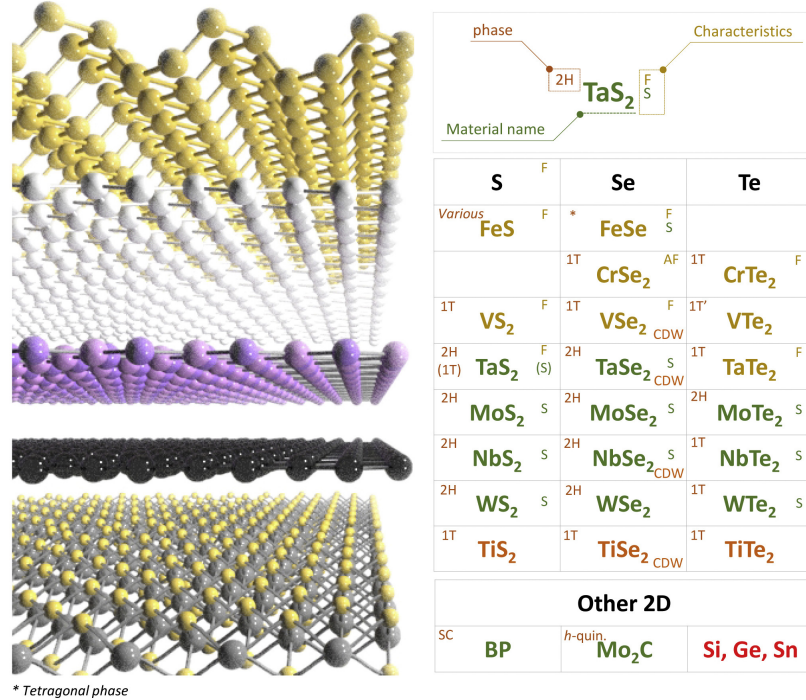 phase
Characteristics
2H TaS2 F S
Material name
S F Se Te
Various FeS F * FeSe F S
1T CrSe2 AF 1T CrTe2 F
1T VS2 F 1T VSe2 F CDW 1T' VTe2
2H (1T) TaS2 F (S) 2H TaSe2 S CDW 1T TaTe2 F
2H MoS2 S 2H MoSe2 S 2H MoTe2 S
2H NbS2 S 2H NbSe2 S CDW 1T NbTe2 S
2H WS2 S 2H WSe2 1T WTe2 S
1T TiS2 1T TiSe2 CDW 1T TiTe2
Other 2D
SC BP h-quin. Mo2C Si, Ge, Sn
* Tetragonal phase